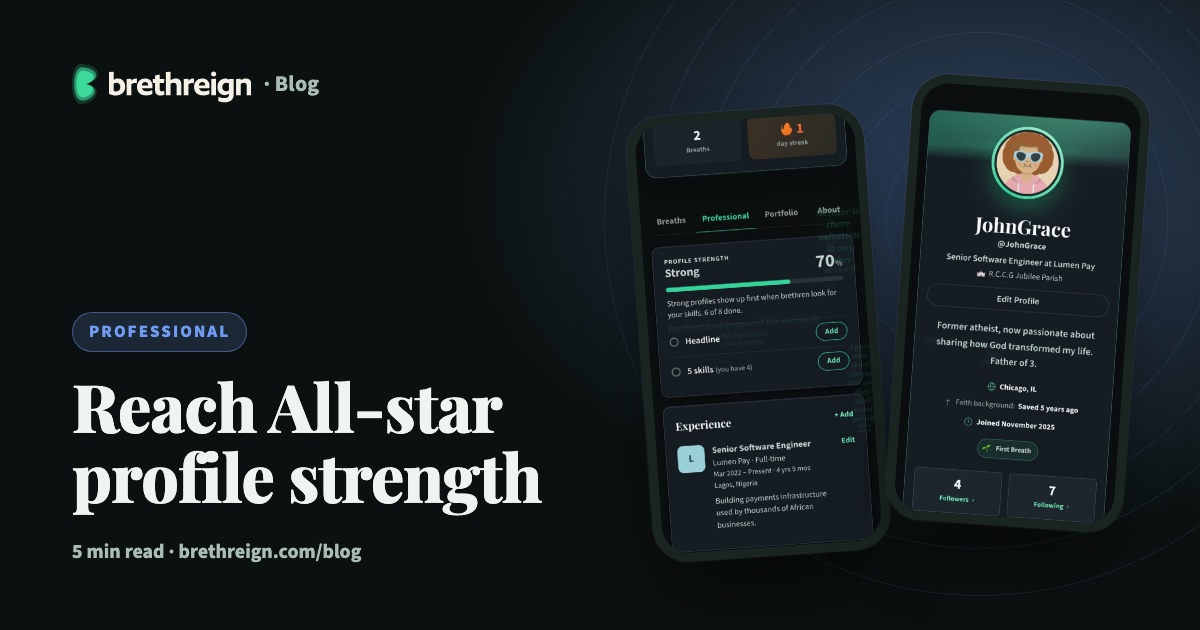 brethreign · Blog
PROFESSIONAL
Reach All-star
profile strength
5 min read · brethreign.com/blog
2
Breaths
1
day streak
Breaths Professional Portfolio About
PROFILE STRENGTH
Strong
70%
Strong profiles show up first when brethren look for
your skills. 6 of 8 done.
Headline
Add
5 skills (you have 4)
Add
Experience
+ Add
L
Senior Software Engineer
Edit
Lumen Pay · Full-time
Mar 2022 – Present · 4 yrs 9 mos
Lagos, Nigeria
Building payments infrastructure
used by thousands of African
businesses.
JohnGrace
@JohnGrace
Senior Software Engineer at Lumen Pay
R.C.C.G Jubilee Parish
Edit Profile
Former atheist, now passionate about
sharing how God transformed my life.
Father of 3.
Chicago, IL
Faith background: Saved 5 years ago
Joined November 2025
First Breath
4
Followers ›
7
Following ›